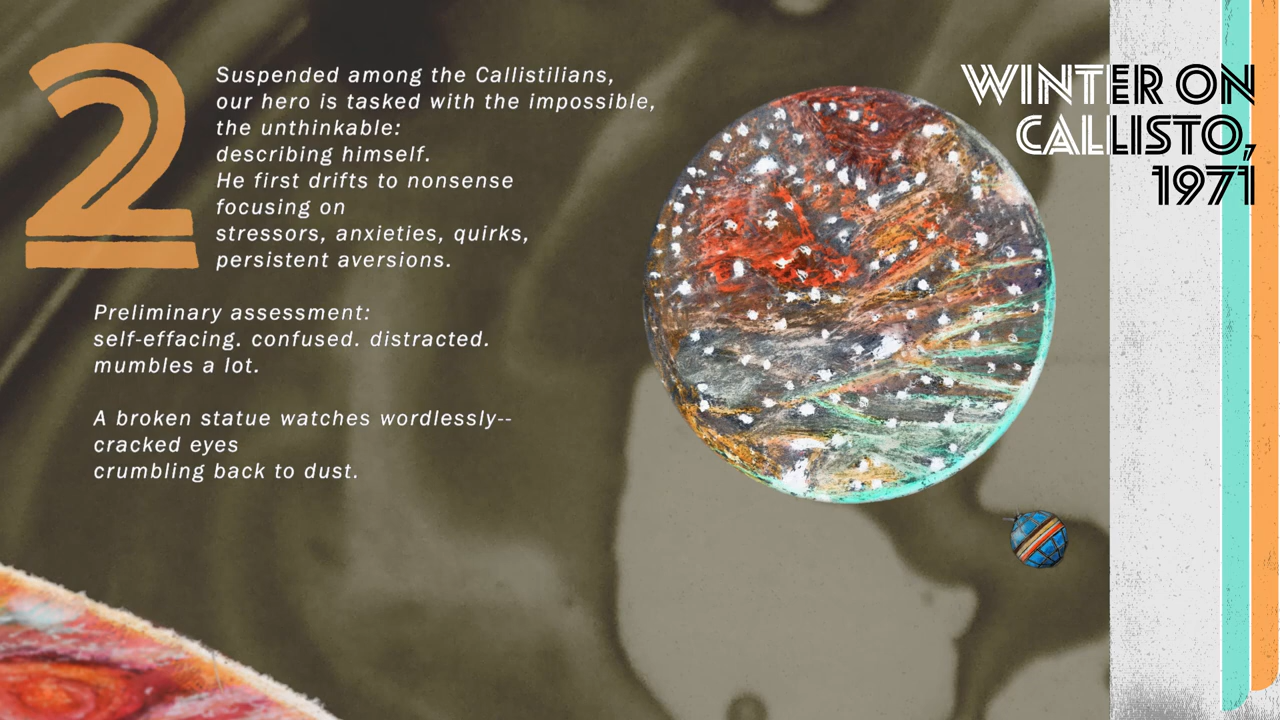 2
Suspended among the Callistilians,
our hero is tasked with the impossible,
the unthinkable:
describing himself.
He first drifts to nonsense
focusing on
stressors, anxieties, quirks,
persistent aversions.
Preliminary assessment:
self-effacing. confused. distracted.
mumbles a lot.
A broken statue watches wordlessly--
cracked eyes
crumbling back to dust.
WINTER ON
CALLISTO,
1971